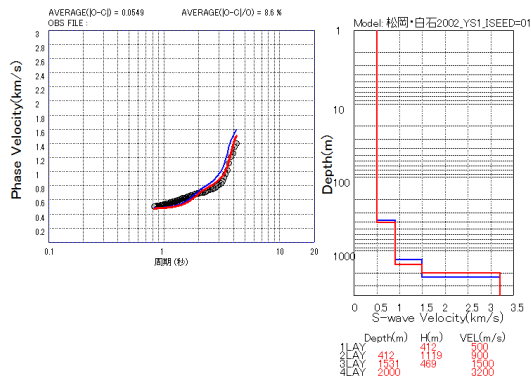 AVERAGE(|O-C|) = 0.0549 AVERAGE(|O-C|/O) = 8.6 %
OBS FILE :
Phase Velocity(km/s)
3
2.8
2.6
2.4
2.2
2
1.8
1.6
1.4
1.2
1
0.8
0.6
0.4
0.2
0.1 1 10 20
周期(秒)
Model: 松岡・白石2002_YS1_ISEED=01
Depth(m)
1
10
100
1000
0 0.5 1 1.5 2 2.5 3 3.5
S-wave Velocity(km/s)
Depth(m) H(m) VEL(m/s)
1LAY 412 500
2LAY 412 1119 900
3LAY 1531 469 1500
4LAY 2000 3200